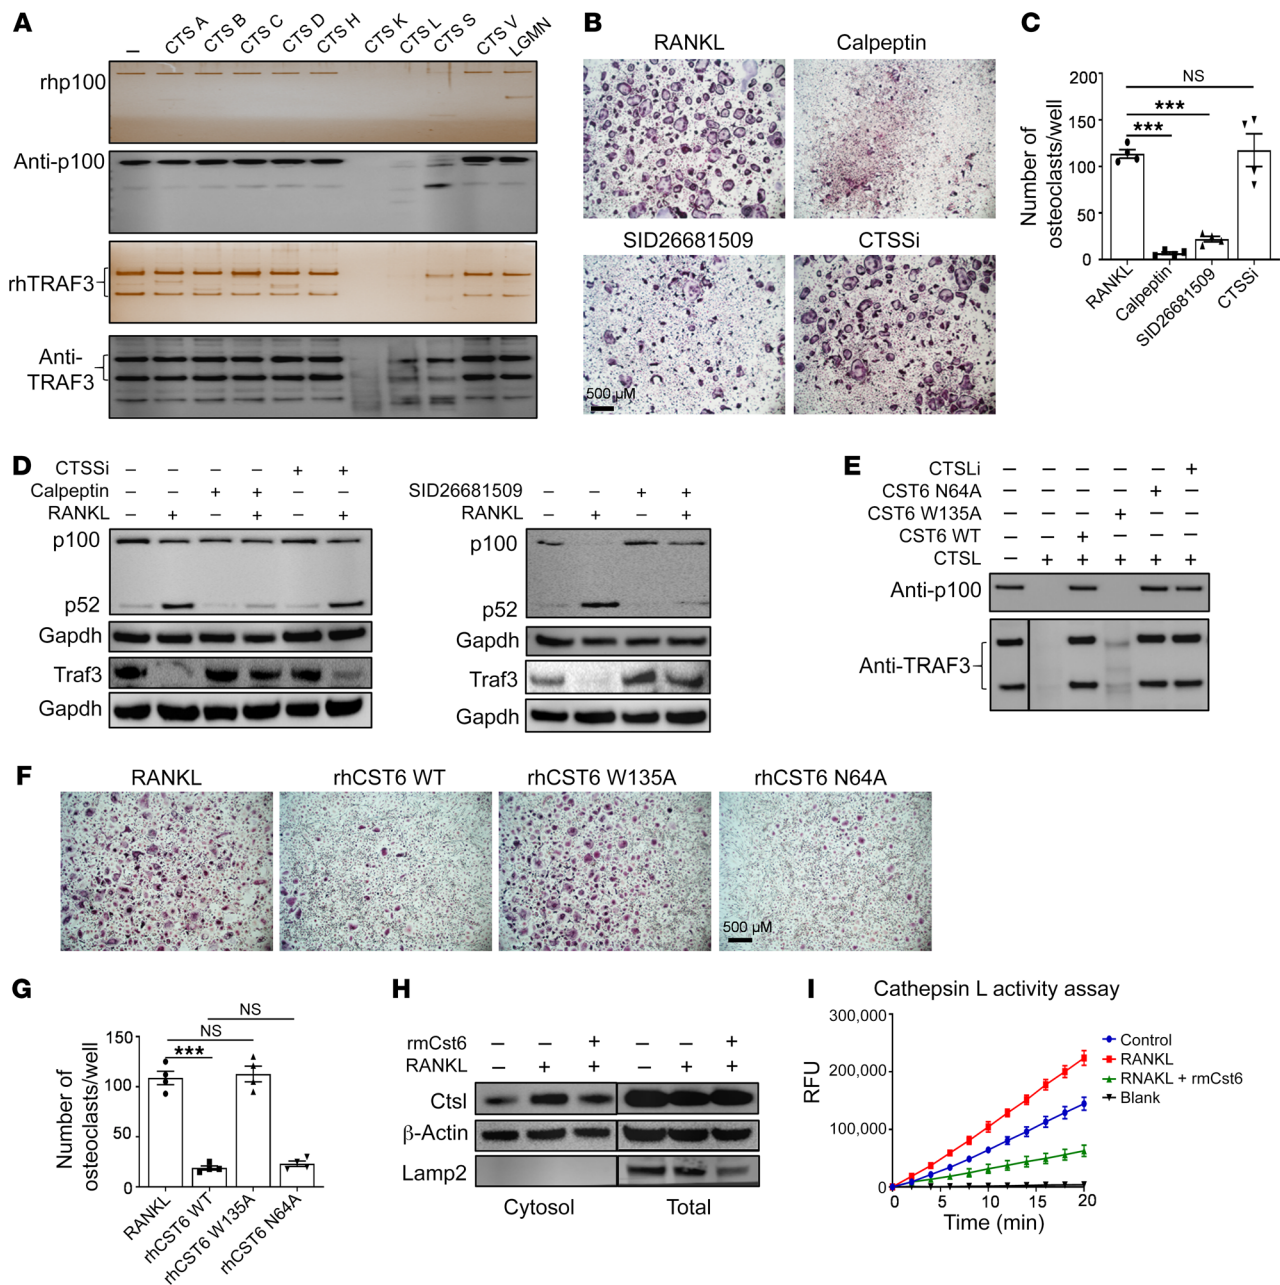 A
– CTS A CTS B CTS C CTS D CTS H CTS K CTS L CTS S CTS V LGMN
rhp100
Anti-p100
rhTRAF3
Anti-
TRAF3
B
RANKL Calpeptin
SID26681509 CTSSi
500 µM
C
NS
***
***
Number of
osteoclasts/well
200
150
100
50
0
RANKL Calpeptin SID26681509 CTSSi
D
CTSSi – – – – + +
Calpeptin – – + + – –
RANKL – + – + – +
p100
p52
Gapdh
Traf3
Gapdh
SID26681509 – – + +
RANKL – + – +
p100
p52
Gapdh
Traf3
Gapdh
E
CTSLi – – – – – +
CST6 N64A – – – – + –
CST6 W135A – – – + – –
CST6 WT – – + – – –
CTSL – + + + + +
Anti-p100
Anti-TRAF3
F
RANKL rhCST6 WT rhCST6 W135A rhCST6 N64A
500 µM
G
NS
NS
***
Number of
osteoclasts/well
150
100
50
0
RANKL rhCST6 WT rhCST6 W135A rhCST6 N64A
H
rmCst6 – – + – – +
RANKL – + + – + +
Ctsl
β-Actin
Lamp2
Cytosol Total
I
Cathepsin L activity assay
RFU
300,000
200,000
100,000
0
0 5 10 15 20
Time (min)
Control
RANKL
RNAKL + rmCst6
Blank